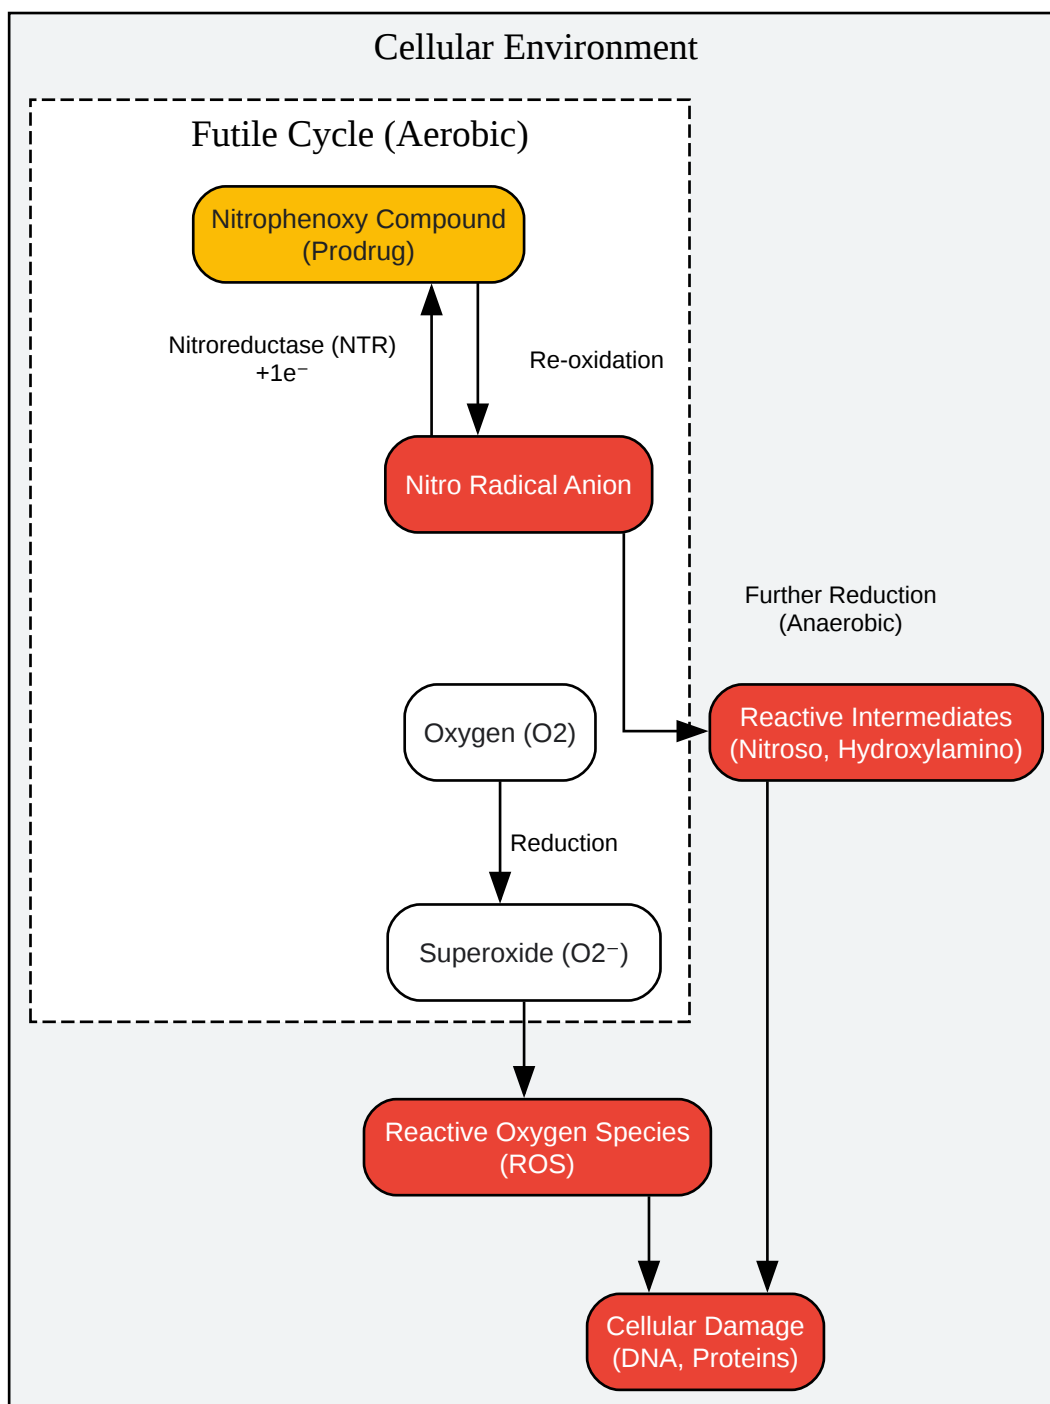 Cellular Environment
Futile Cycle (Aerobic)
Nitrophenoxy Compound
(Prodrug)
Nitroreductase (NTR)
+1e⁻
Re-oxidation
Nitro Radical Anion
Further Reduction
(Anaerobic)
Oxygen (O2)
Reactive Intermediates
(Nitroso, Hydroxylamino)
Reduction
Superoxide (O2⁻)
Reactive Oxygen Species
(ROS)
Cellular Damage
(DNA, Proteins)